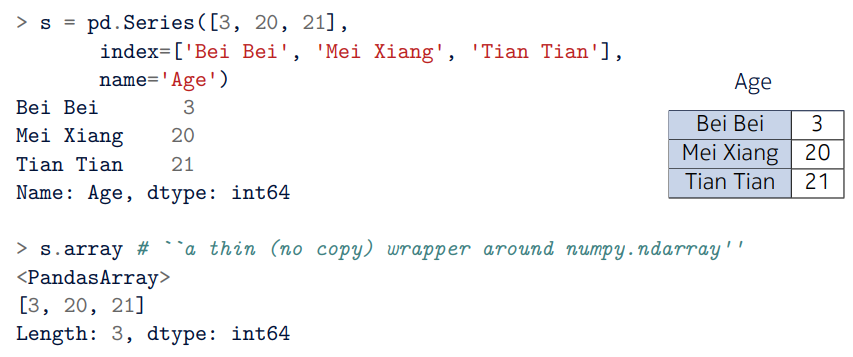 > s = pd.Series([3, 20, 21],
index=['Bei Bei', 'Mei Xiang', 'Tian Tian'],
name='Age')
Bei Bei 3
Mei Xiang 20
Tian Tian 21
Name: Age, dtype: int64
Age
Bei Bei 3
Mei Xiang 20
Tian Tian 21
> s.array # ``a thin (no copy) wrapper around numpy.ndarray''
<PandasArray>
[3, 20, 21]
Length: 3, dtype: int64